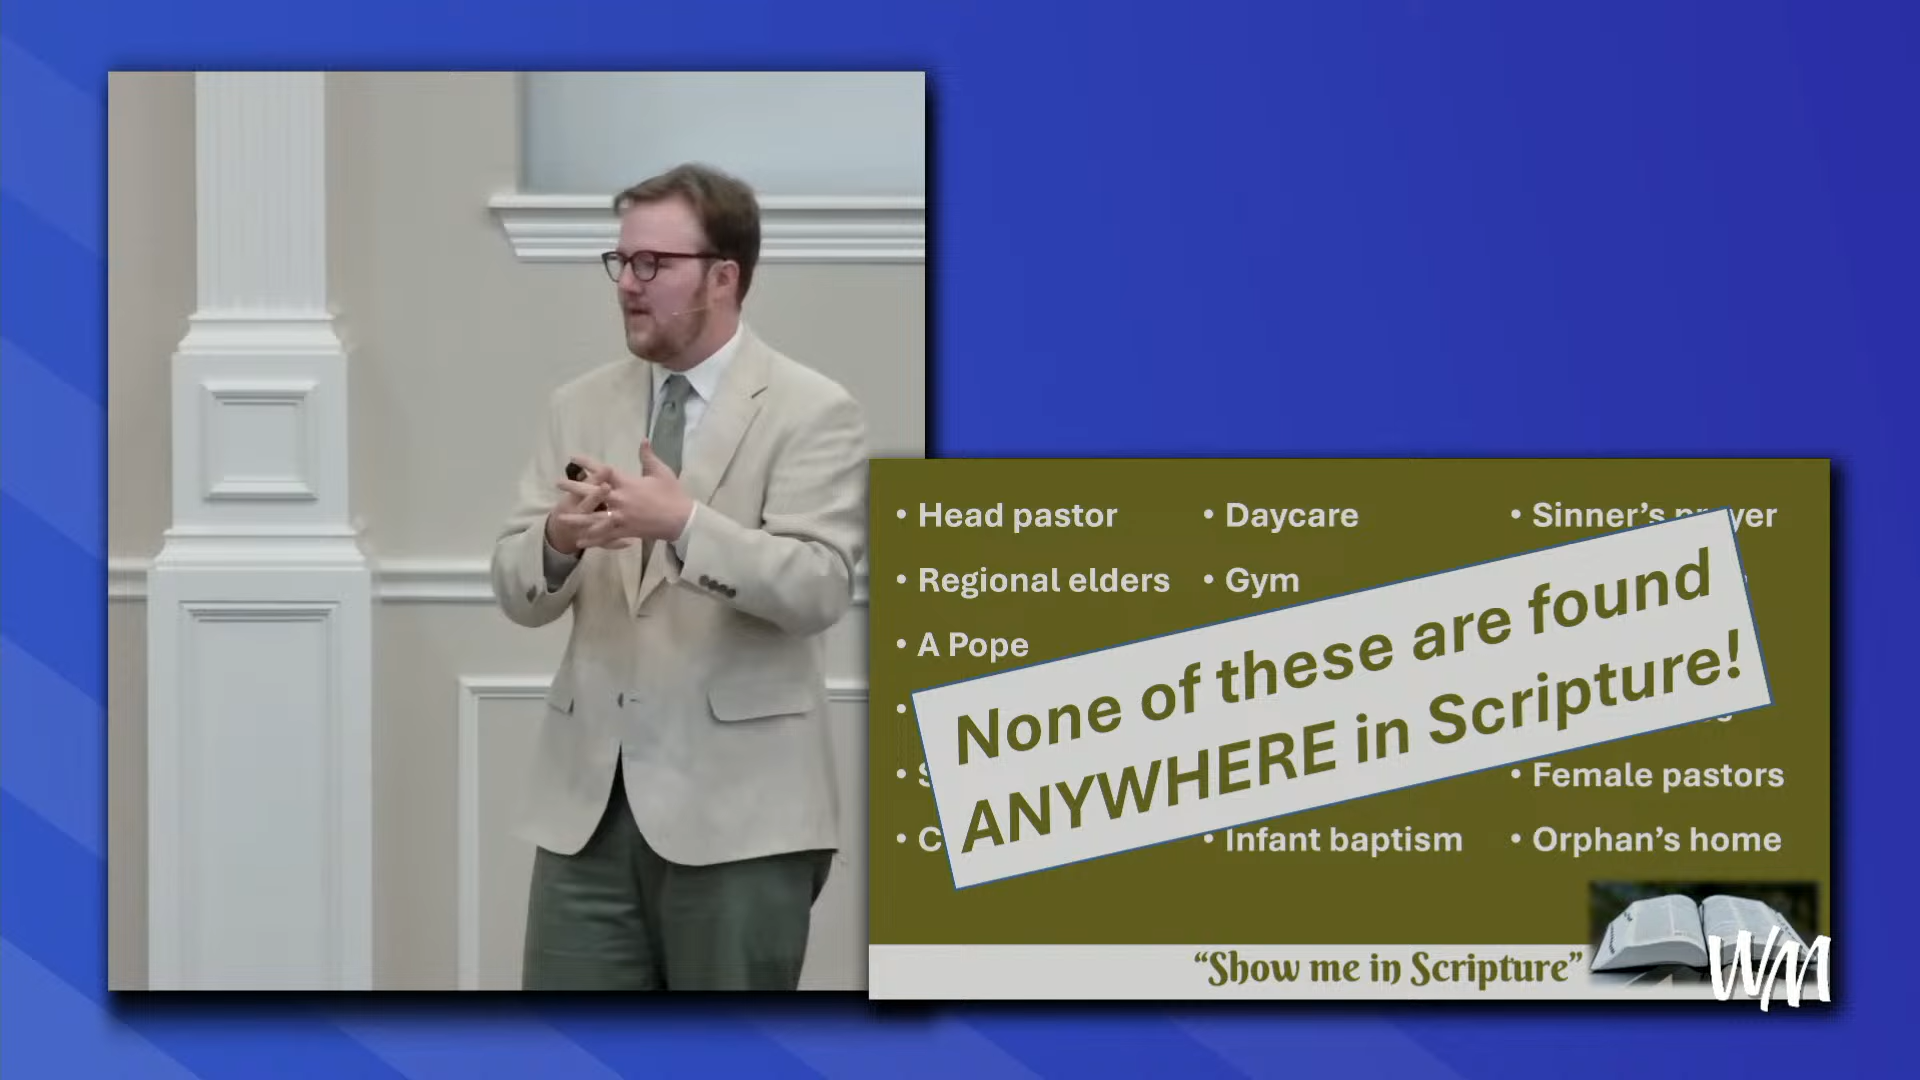 • Head pastor
• Regional elders
• A Pope
• Daycare
• Gym
• Infant baptism
• Sinner's
• Female pastors
• Orphan's home
None of these are found
ANYWHERE in Scripture!
“Show me in Scripture”
WM